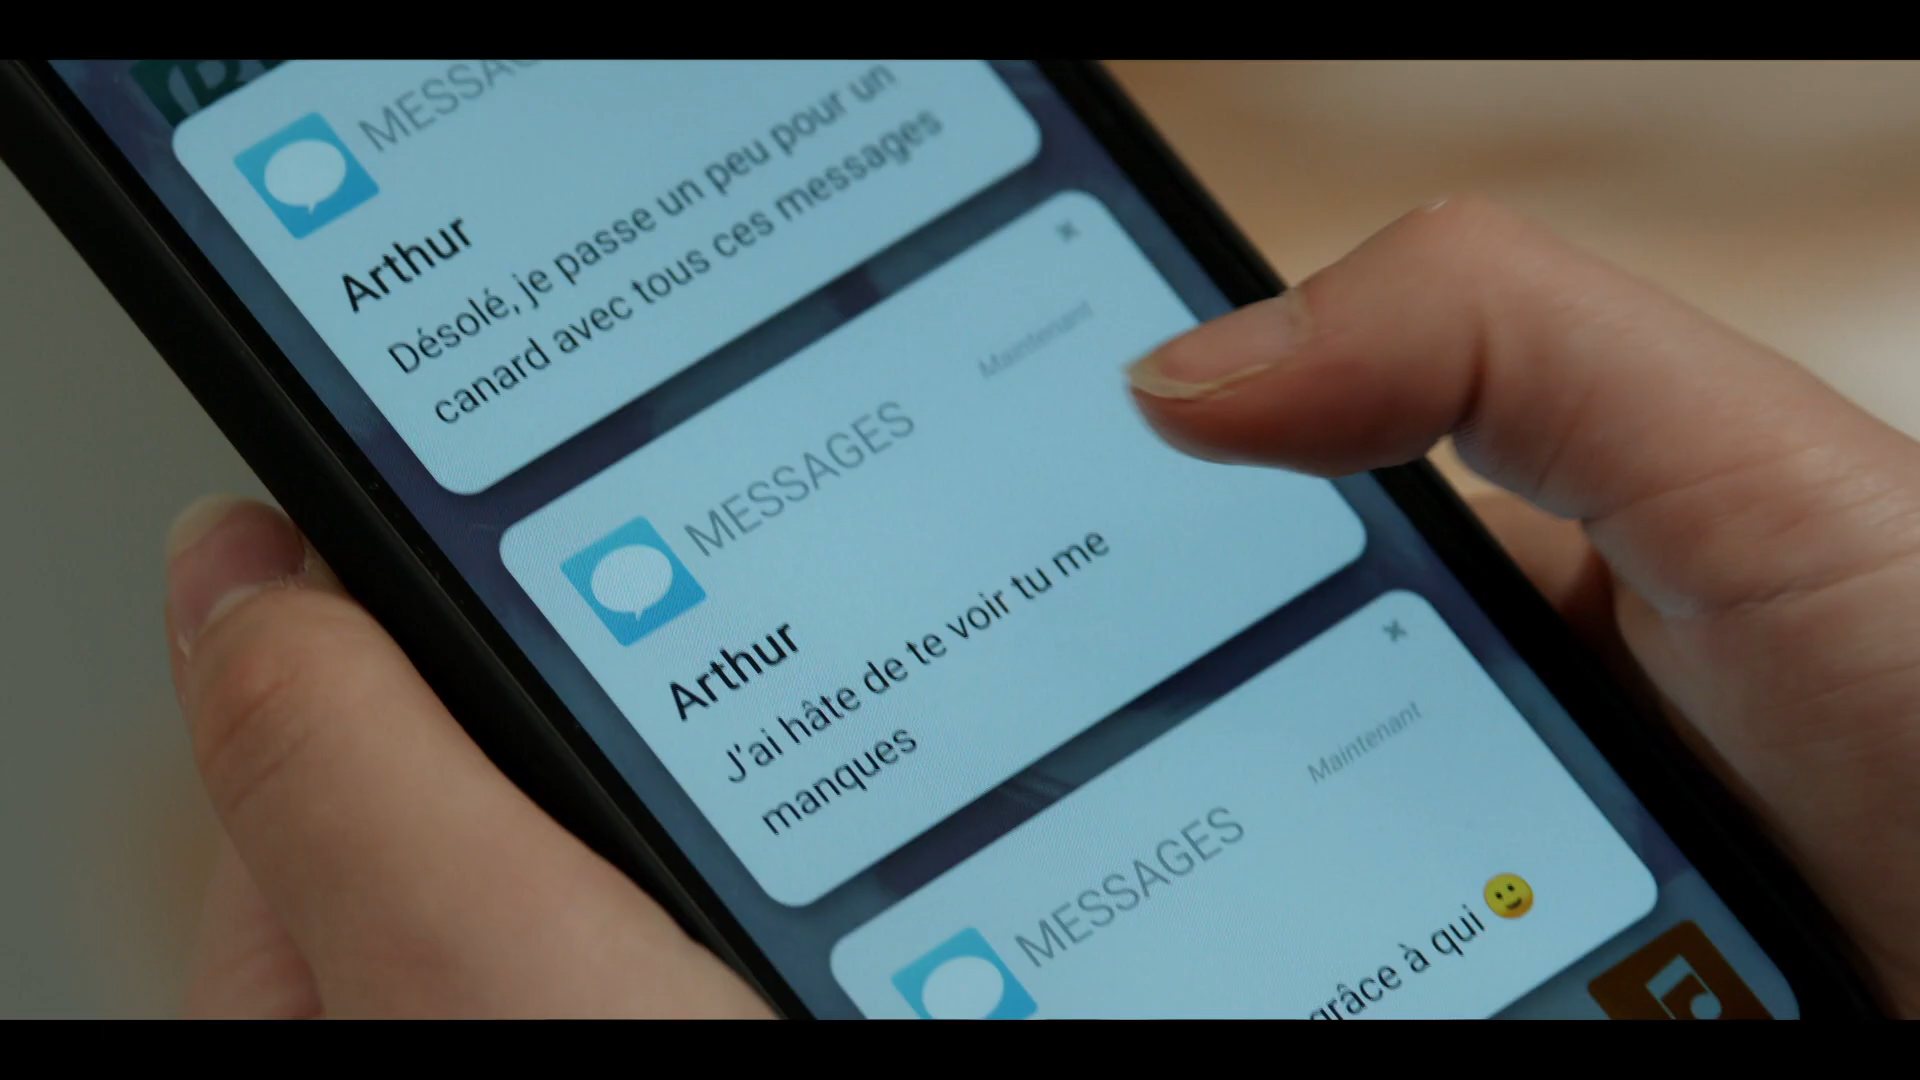 MESSAGES
Arthur
Désolé, je passe un peu pour un
canard avec tous ces messages
Maintenant
MESSAGES
Arthur
J'ai hâte de te voir tu me
manques
Maintenant
MESSAGES
grâce à qui 🙂